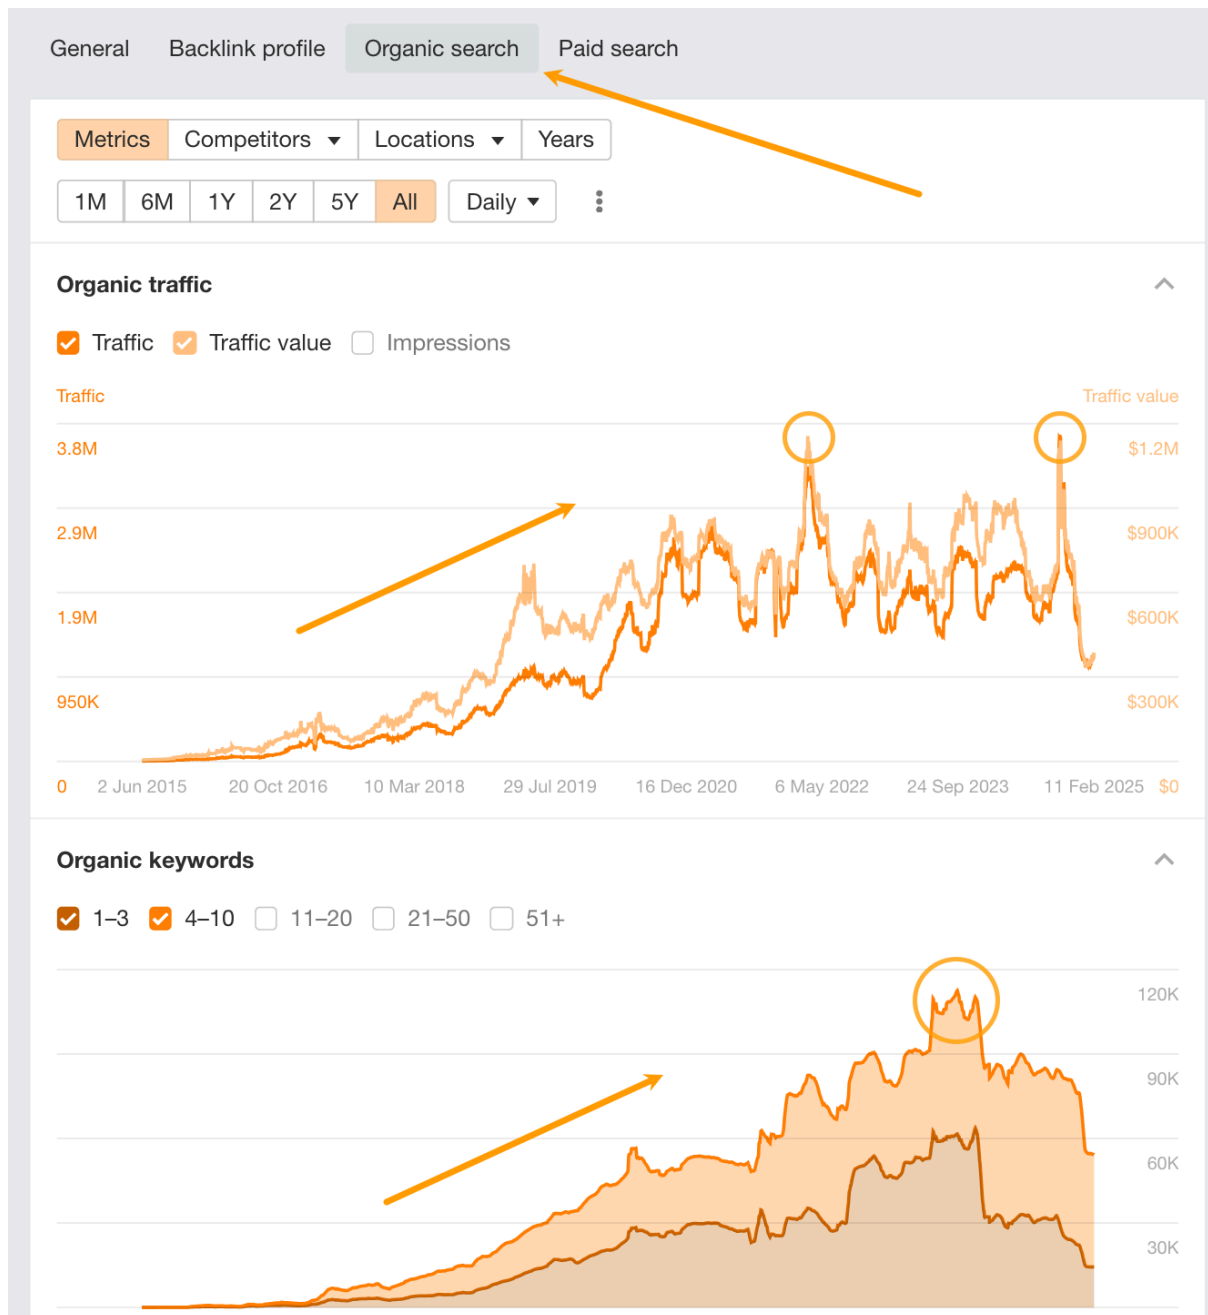 General Backlink profile Organic search Paid search
Metrics Competitors Locations Years
1M 6M 1Y 2Y 5Y All Daily
Organic traffic
Traffic Traffic value Impressions
Traffic Traffic value
3.8M $1.2M
2.9M $900K
1.9M $600K
950K $300K
0 2 Jun 2015 20 Oct 2016 10 Mar 2018 29 Jul 2019 16 Dec 2020 6 May 2022 24 Sep 2023 11 Feb 2025 $0
Organic keywords
1–3 4–10 11–20 21–50 51+
120K
90K
60K
30K